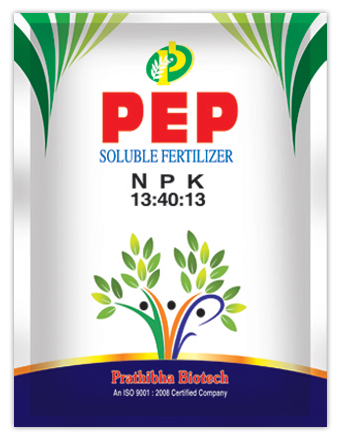 PEP
SOLUBLE FERTILIZER
N P K
13:40:13
Prathibha Biotech
An ISO 9001 : 2008 Certified Company